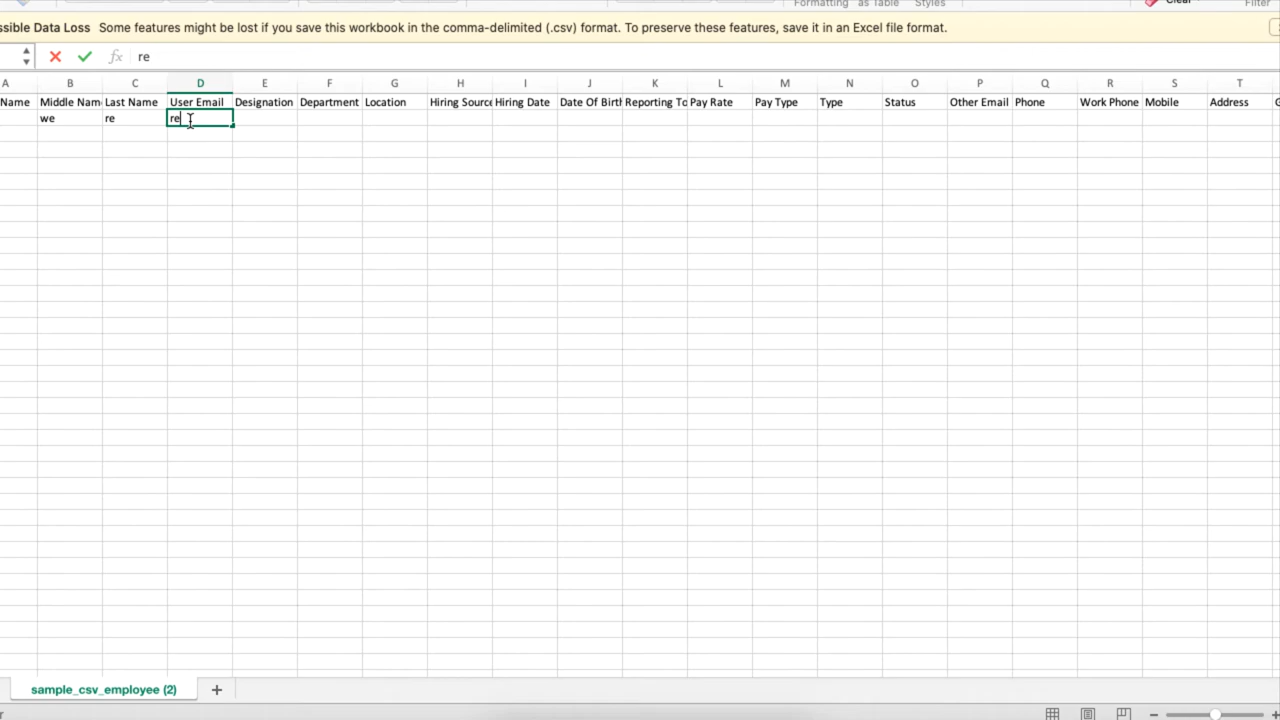 Clear
Formatting as Table Styles Filter
ssible Data Loss Some features might be lost if you save this workbook in the comma-delimited (.csv) format. To preserve these features, save it in an Excel file format.
fx re
A B C D E F G H I J K L M N O P Q R S T
Name Middle Nam Last Name User Email Designation Department Location Hiring Source Hiring Date Date Of Birth Reporting To Pay Rate Pay Type Type Status Other Email Phone Work Phone Mobile Address
we re re
sample_csv_employee (2) +